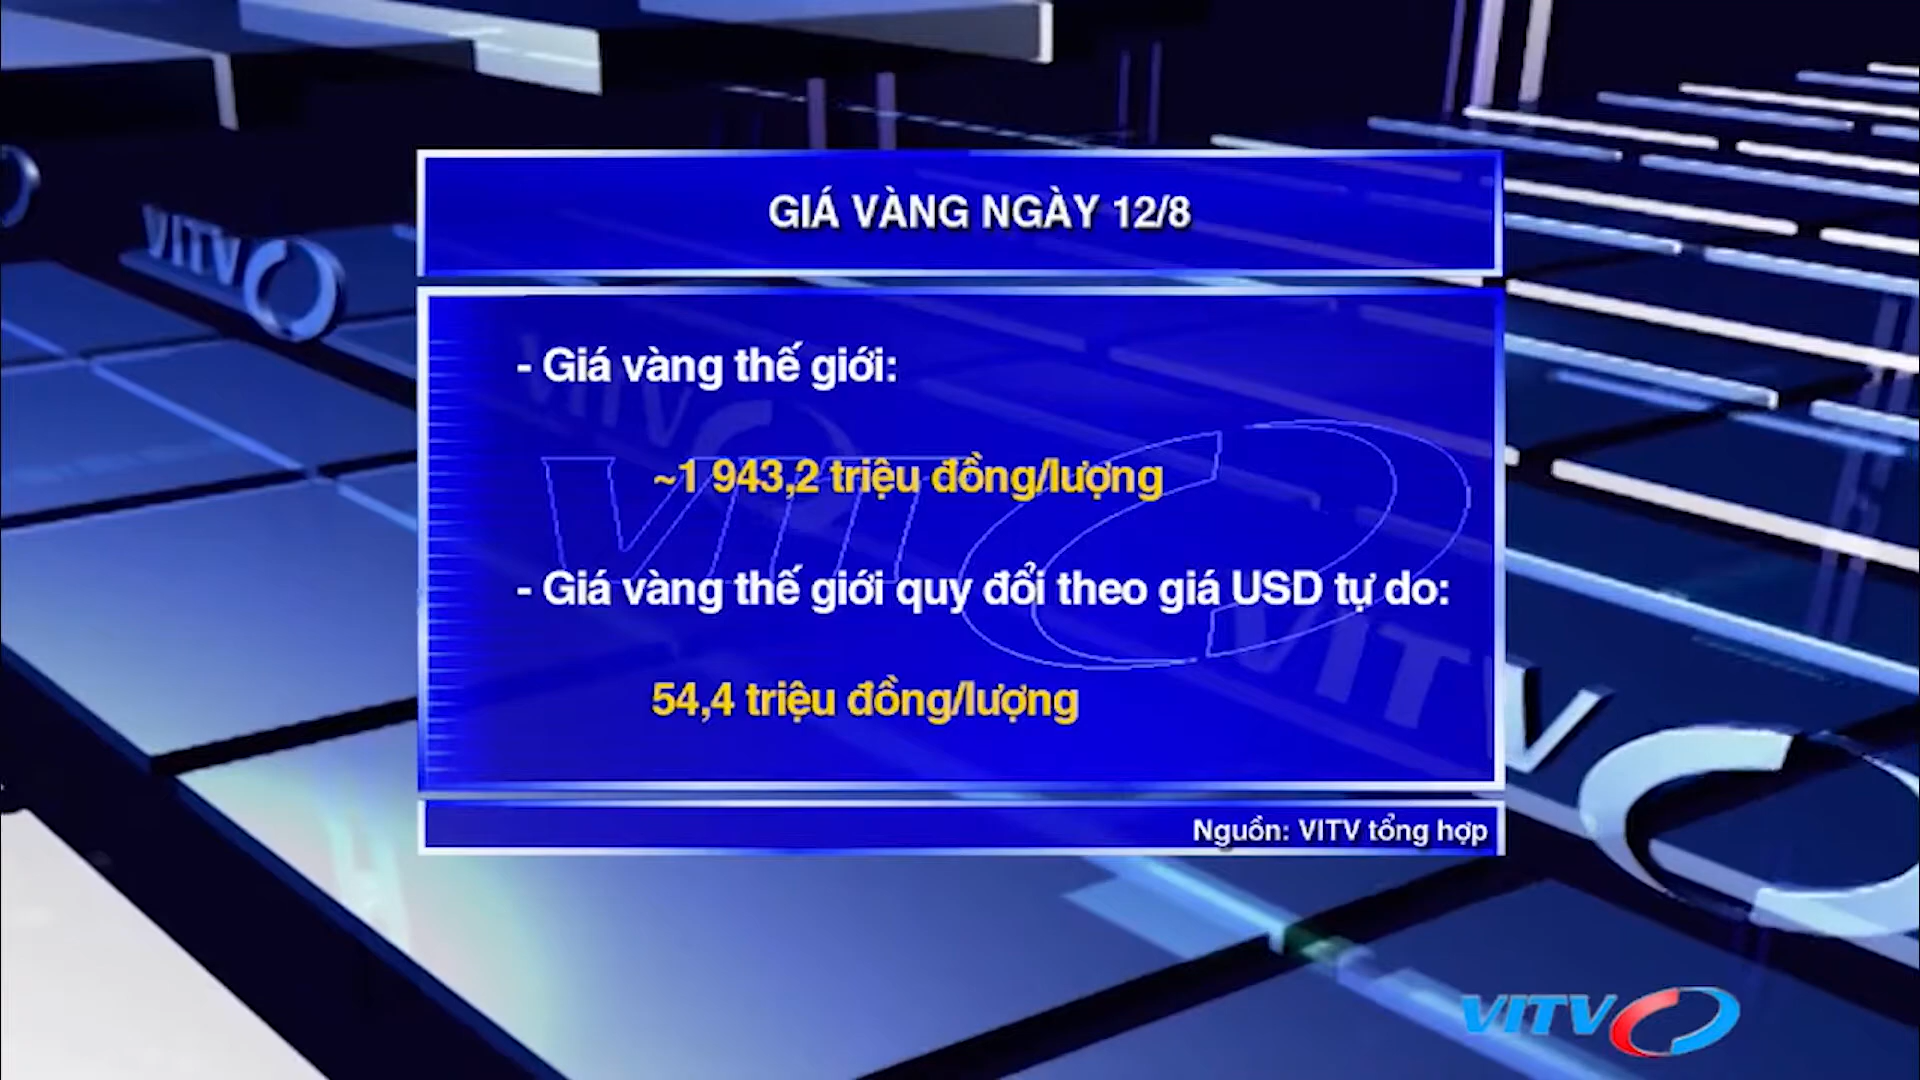 GIÁ VÀNG NGÀY 12/8
VITV
- Giá vàng thế giới:
~1 943,2 triệu đồng/lượng
- Giá vàng thế giới quy đổi theo giá USD tự do:
54,4 triệu đồng/lượng
Nguồn: VITV tổng hợp
VITV